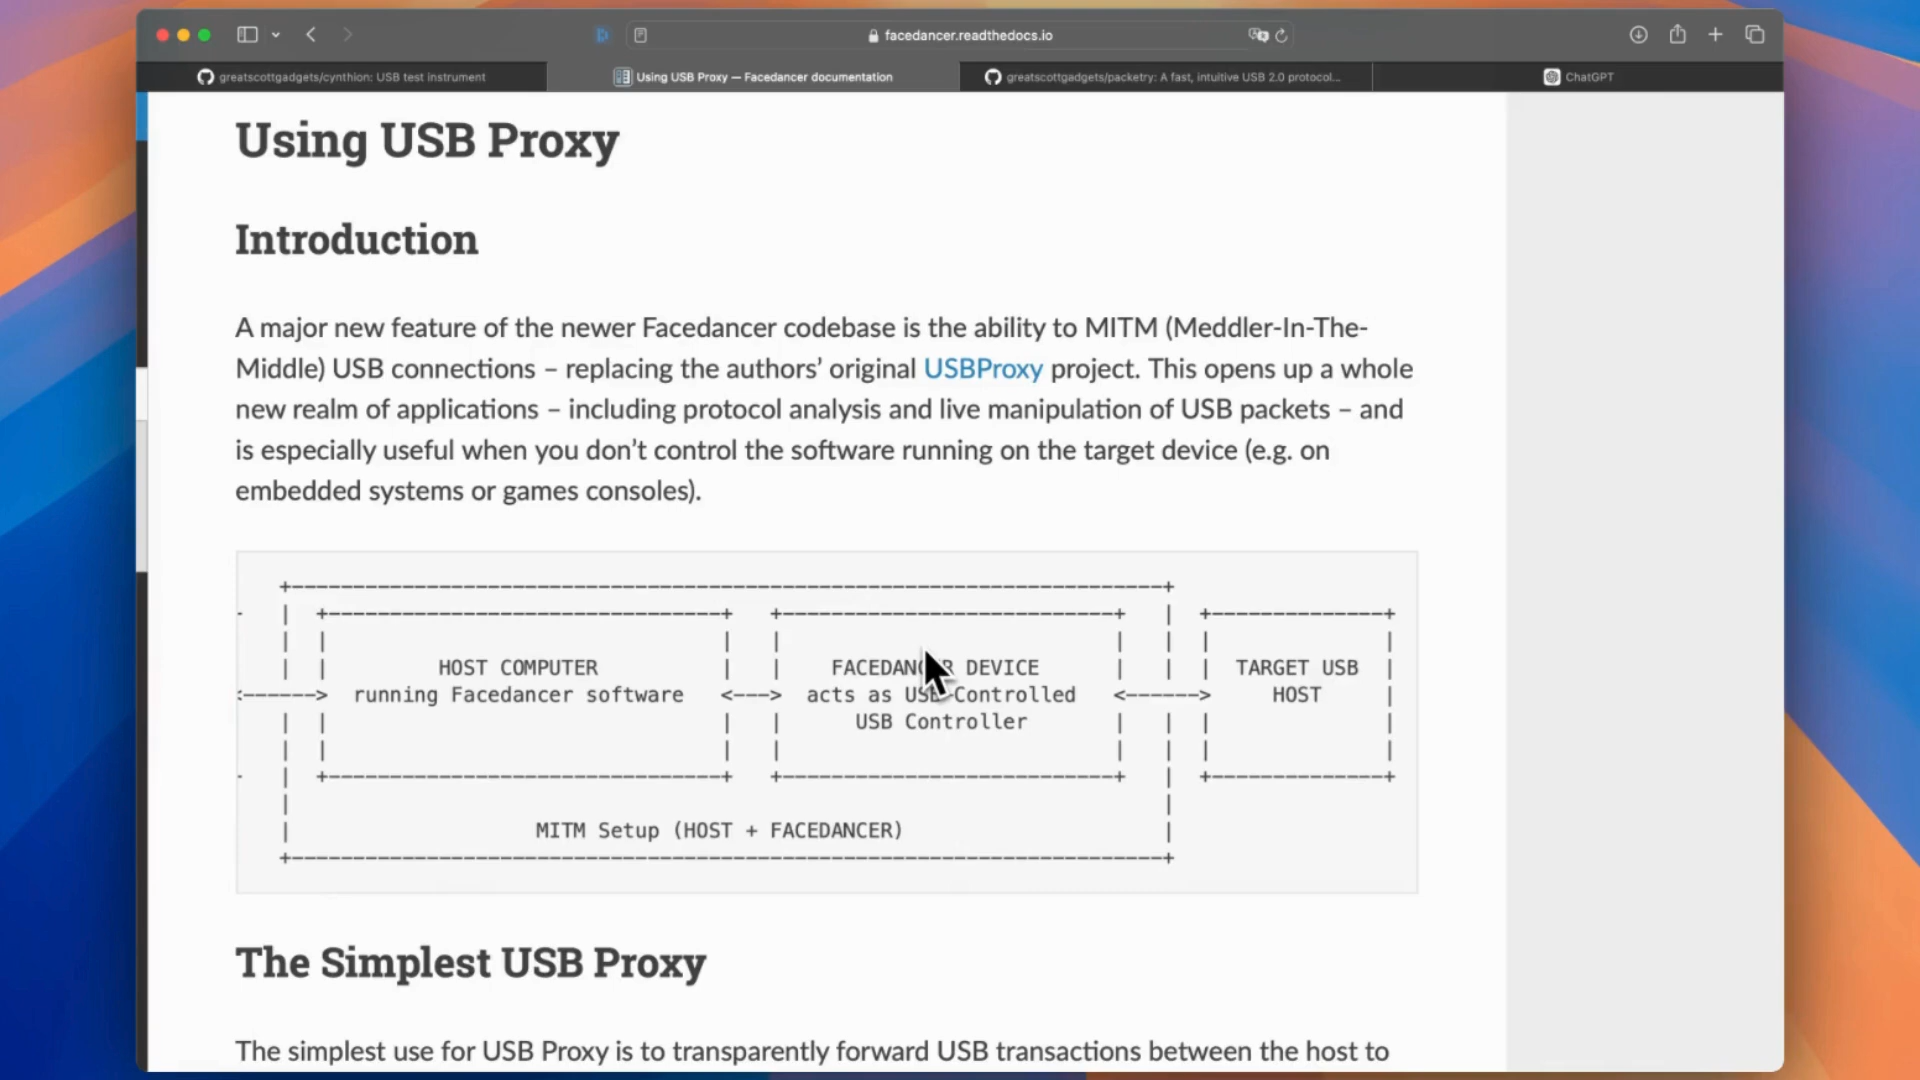 facedancer.readthedocs.io
greatscottgadgets/cynthion: USB test instrument
Using USB Proxy — Facedancer documentation
greatscottgadgets/packetry: A fast, intuitive USB 2.0 protocol...
ChatGPT
Using USB Proxy
Introduction
A major new feature of the newer Facedancer codebase is the ability to MITM (Meddler-In-The-
Middle) USB connections – replacing the authors’ original USBProxy project. This opens up a whole
new realm of applications – including protocol analysis and live manipulation of USB packets – and
is especially useful when you don’t control the software running on the target device (e.g. on
embedded systems or games consoles).
HOST COMPUTER
running Facedancer software
FACEDANCER DEVICE
acts as USB-Controlled
USB Controller
TARGET USB
HOST
MITM Setup (HOST + FACEDANCER)
The Simplest USB Proxy
The simplest use for USB Proxy is to transparently forward USB transactions between the host to